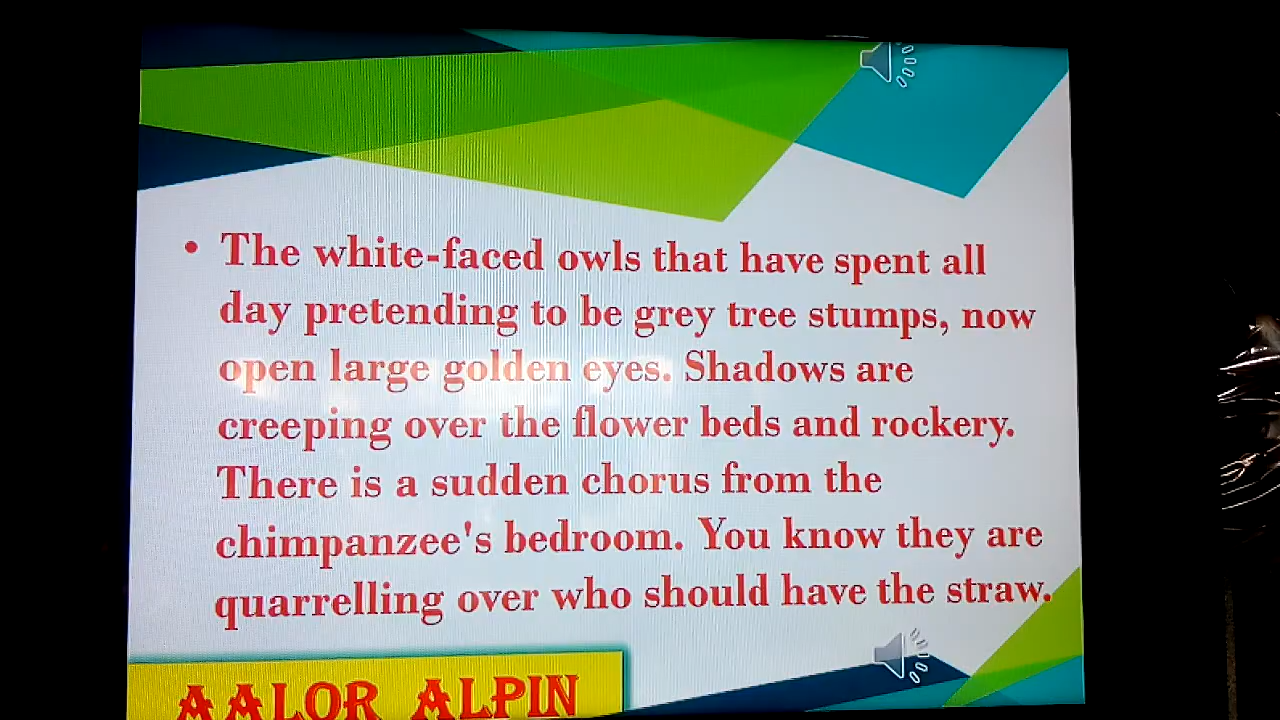 • The white-faced owls that have spent all
day pretending to be grey tree stumps, now
open large golden eyes. Shadows are
creeping over the flower beds and rockery.
There is a sudden chorus from the
chimpanzee's bedroom. You know they are
quarrelling over who should have the straw.
AALOR ALPIN